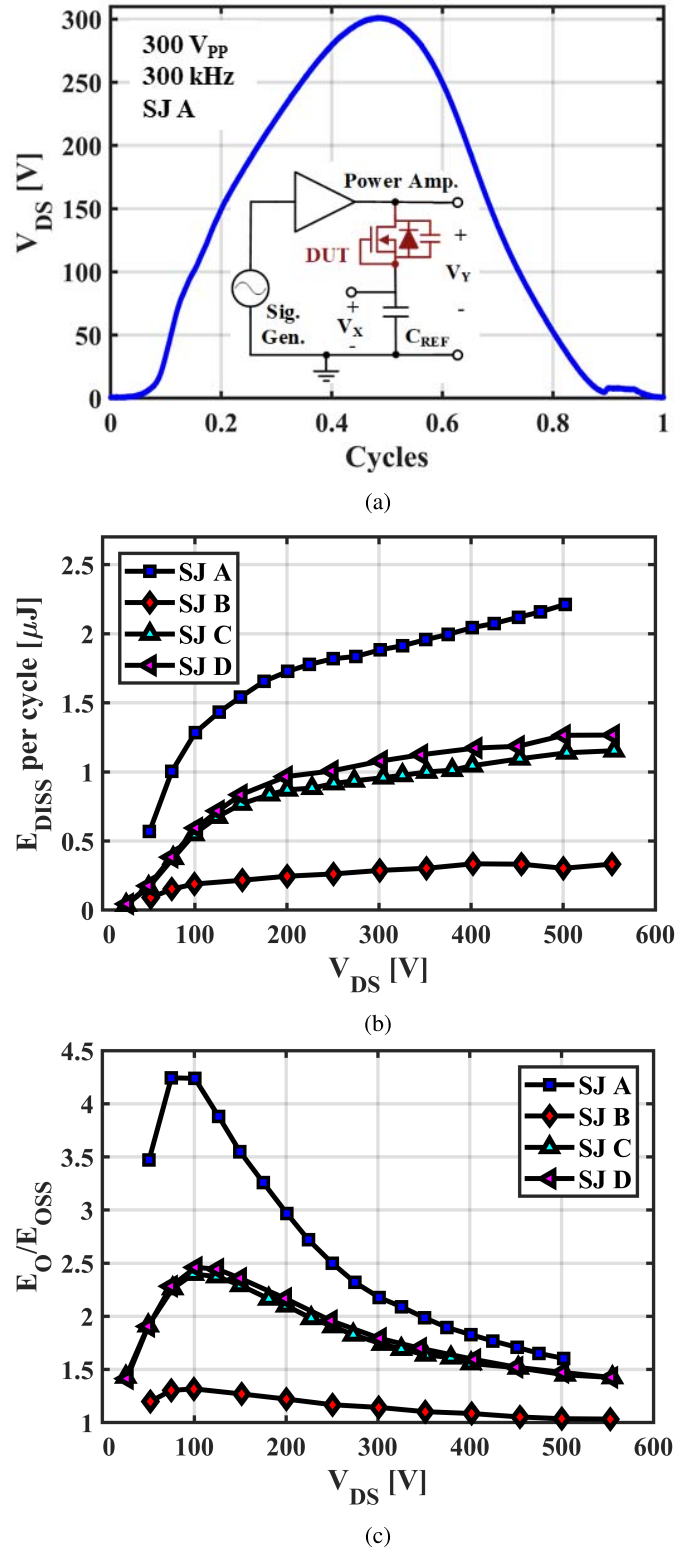 300 V_PP
300 kHz
SJ A
V_DS [V]
300
250
200
150
100
50
0
Power Amp.
DUT
+
V_Y
-
Sig.
Gen.
+
V_X
-
C_REF
0 0.2 0.4 0.6 0.8 1
Cycles
(a)
E_DISS per cycle [μJ]
2.5
2
1.5
1
0.5
0
SJ A
SJ B
SJ C
SJ D
0 100 200 300 400 500 600
V_DS [V]
(b)
E_O/E_OSS
4.5
4
3.5
3
2.5
2
1.5
1
SJ A
SJ B
SJ C
SJ D
0 100 200 300 400 500 600
V_DS [V]
(c)